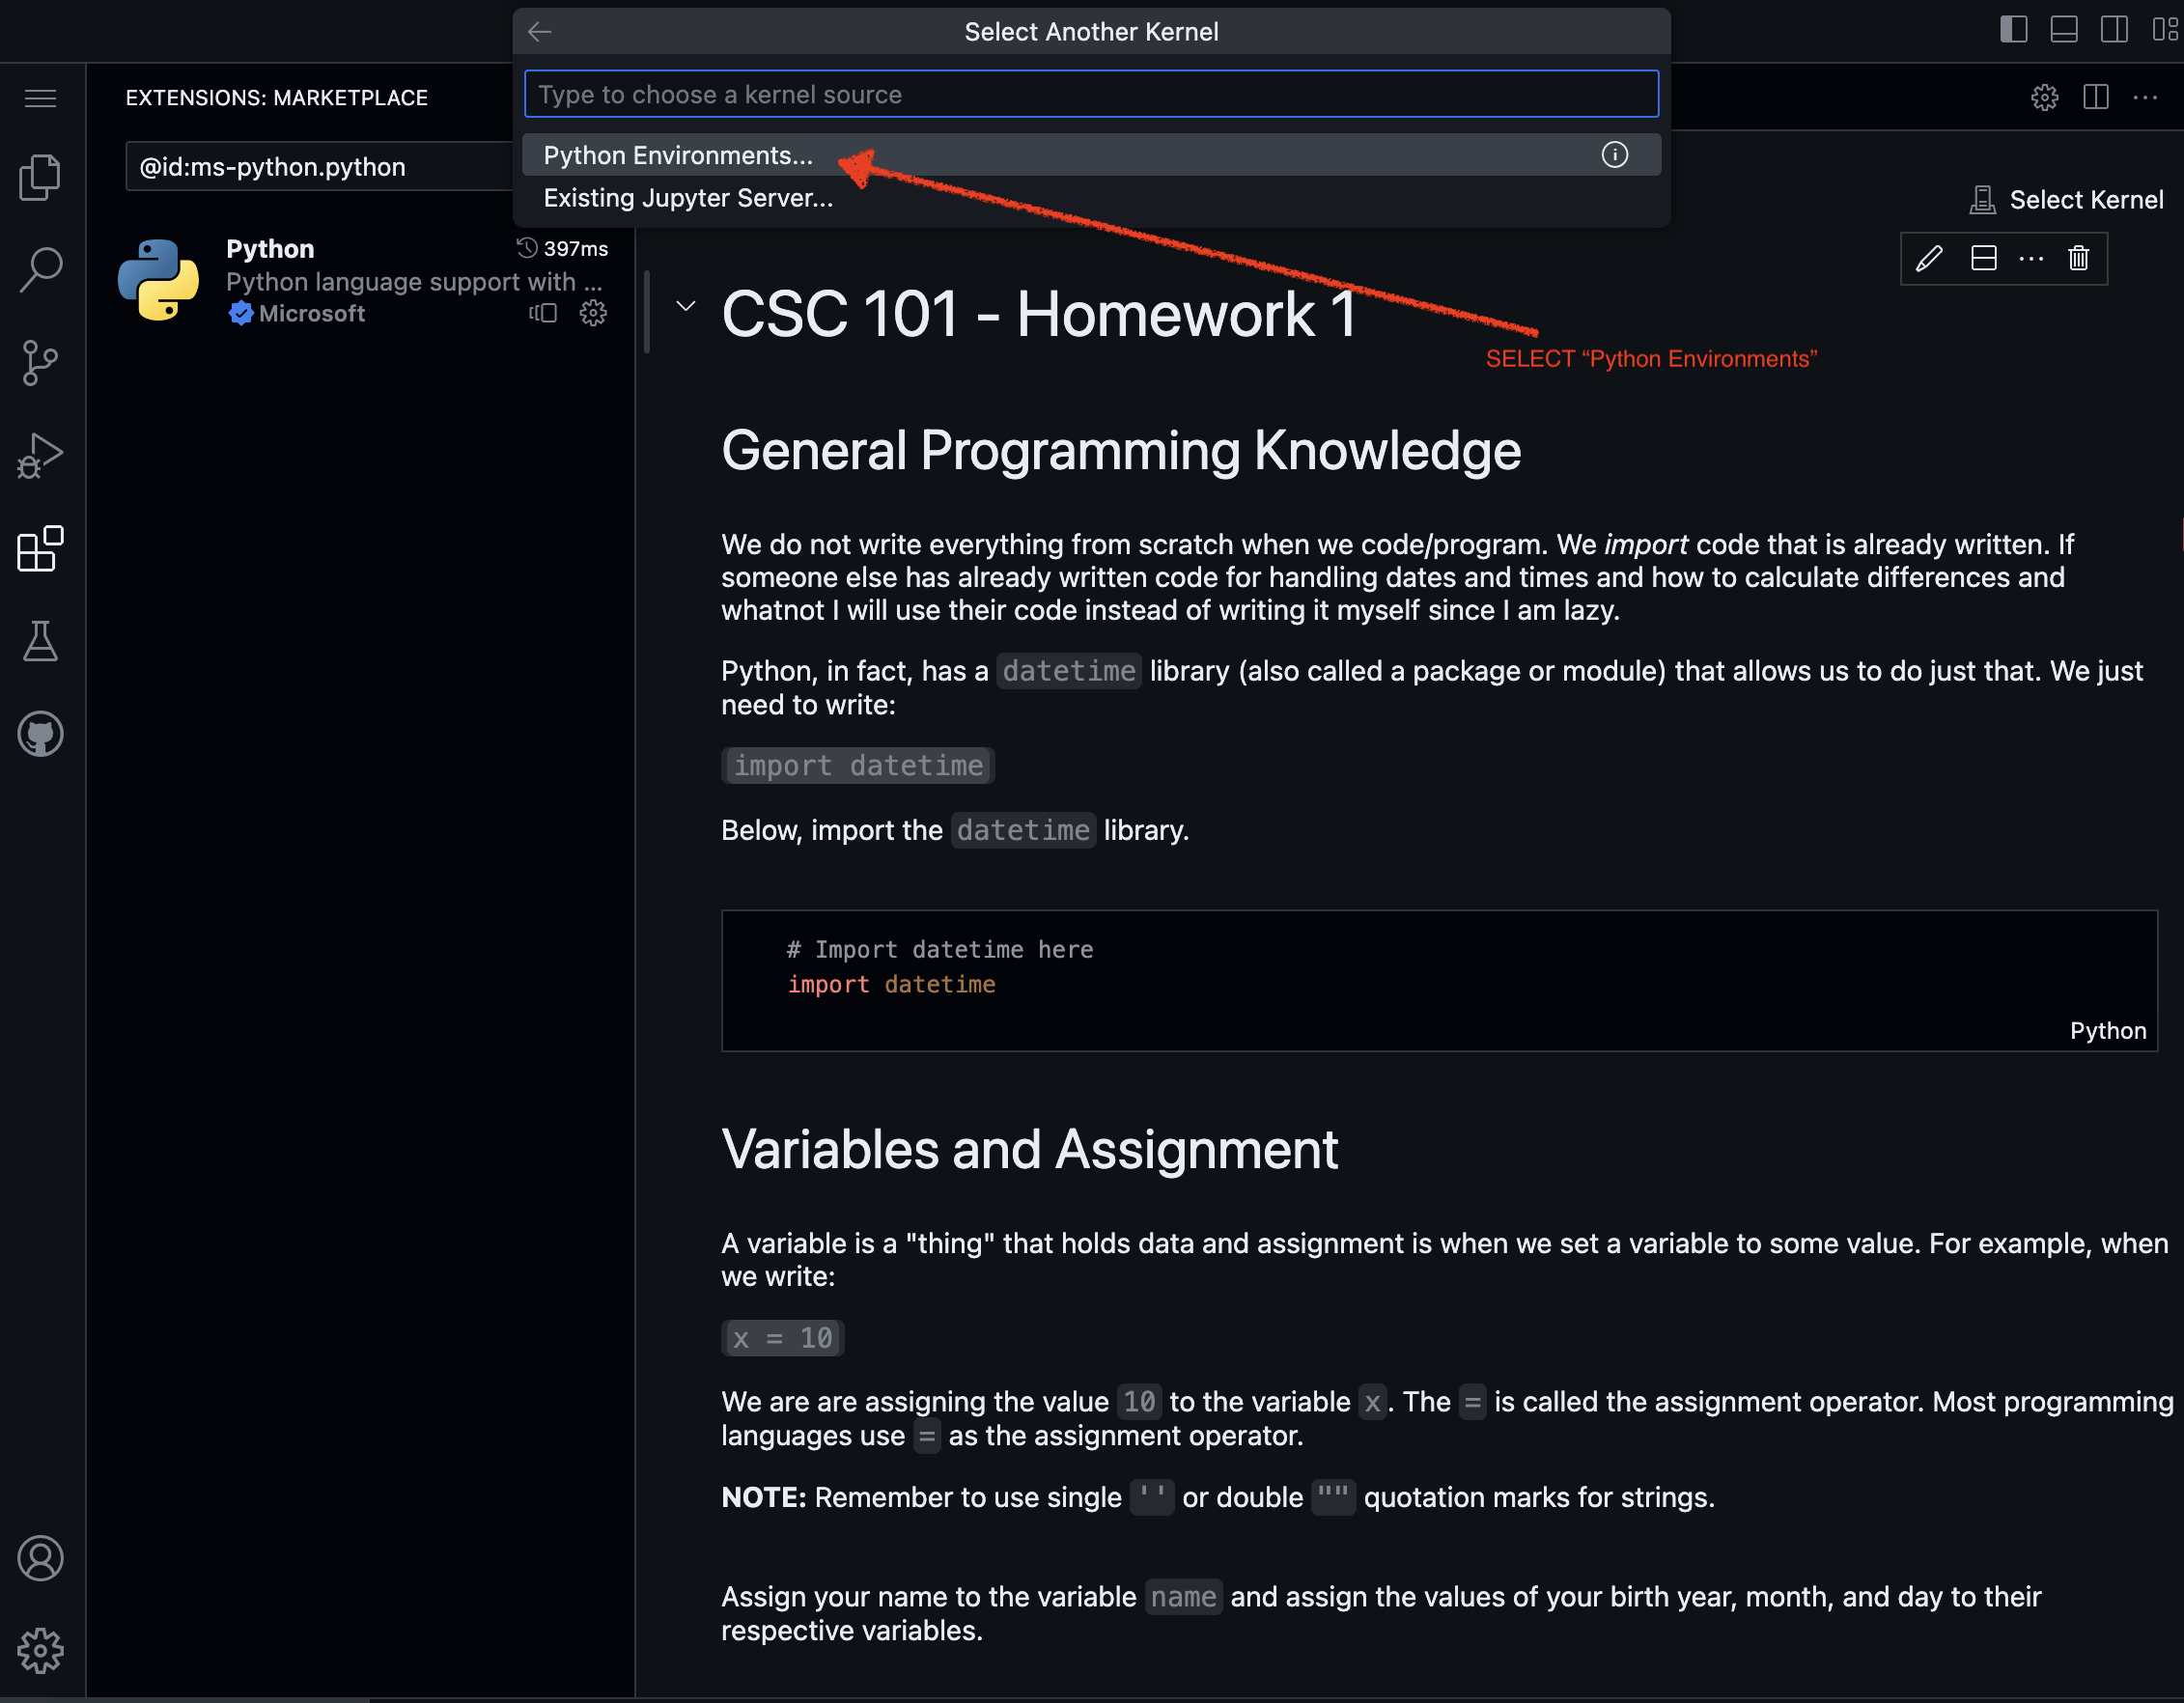 Select Another Kernel
Type to choose a kernel source
Python Environments...
Existing Jupyter Server...
EXTENSIONS: MARKETPLACE
@id:ms-python.python
Python
397ms
Python language support with ...
Microsoft
Select Kernel
SELECT “Python Environments”
CSC 101 - Homework 1
General Programming Knowledge
We do not write everything from scratch when we code/program. We import code that is already written. If
someone else has already written code for handling dates and times and how to calculate differences and
whatnot I will use their code instead of writing it myself since I am lazy.
Python, in fact, has a datetime library (also called a package or module) that allows us to do just that. We just
need to write:
import datetime
Below, import the datetime library.
# Import datetime here
import datetime
Python
Variables and Assignment
A variable is a "thing" that holds data and assignment is when we set a variable to some value. For example, when
we write:
x = 10
We are are assigning the value 10 to the variable x. The = is called the assignment operator. Most programming
languages use = as the assignment operator.
NOTE: Remember to use single '' or double """" quotation marks for strings.
Assign your name to the variable name and assign the values of your birth year, month, and day to their
respective variables.